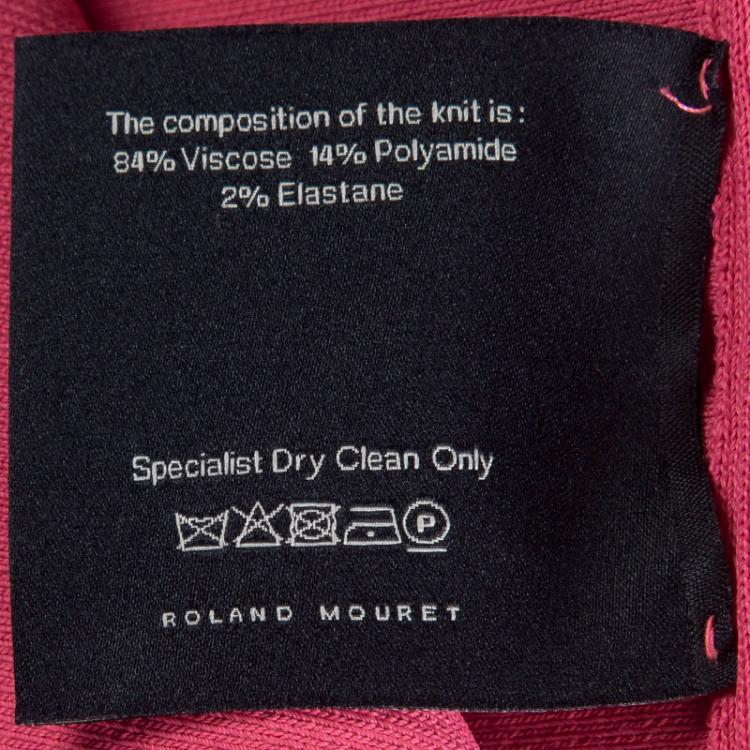 The composition of the knit is:
84% Viscose 14% Polyamide
2% Elastane
Specialist Dry Clean Only
P
ROLAND MOURET